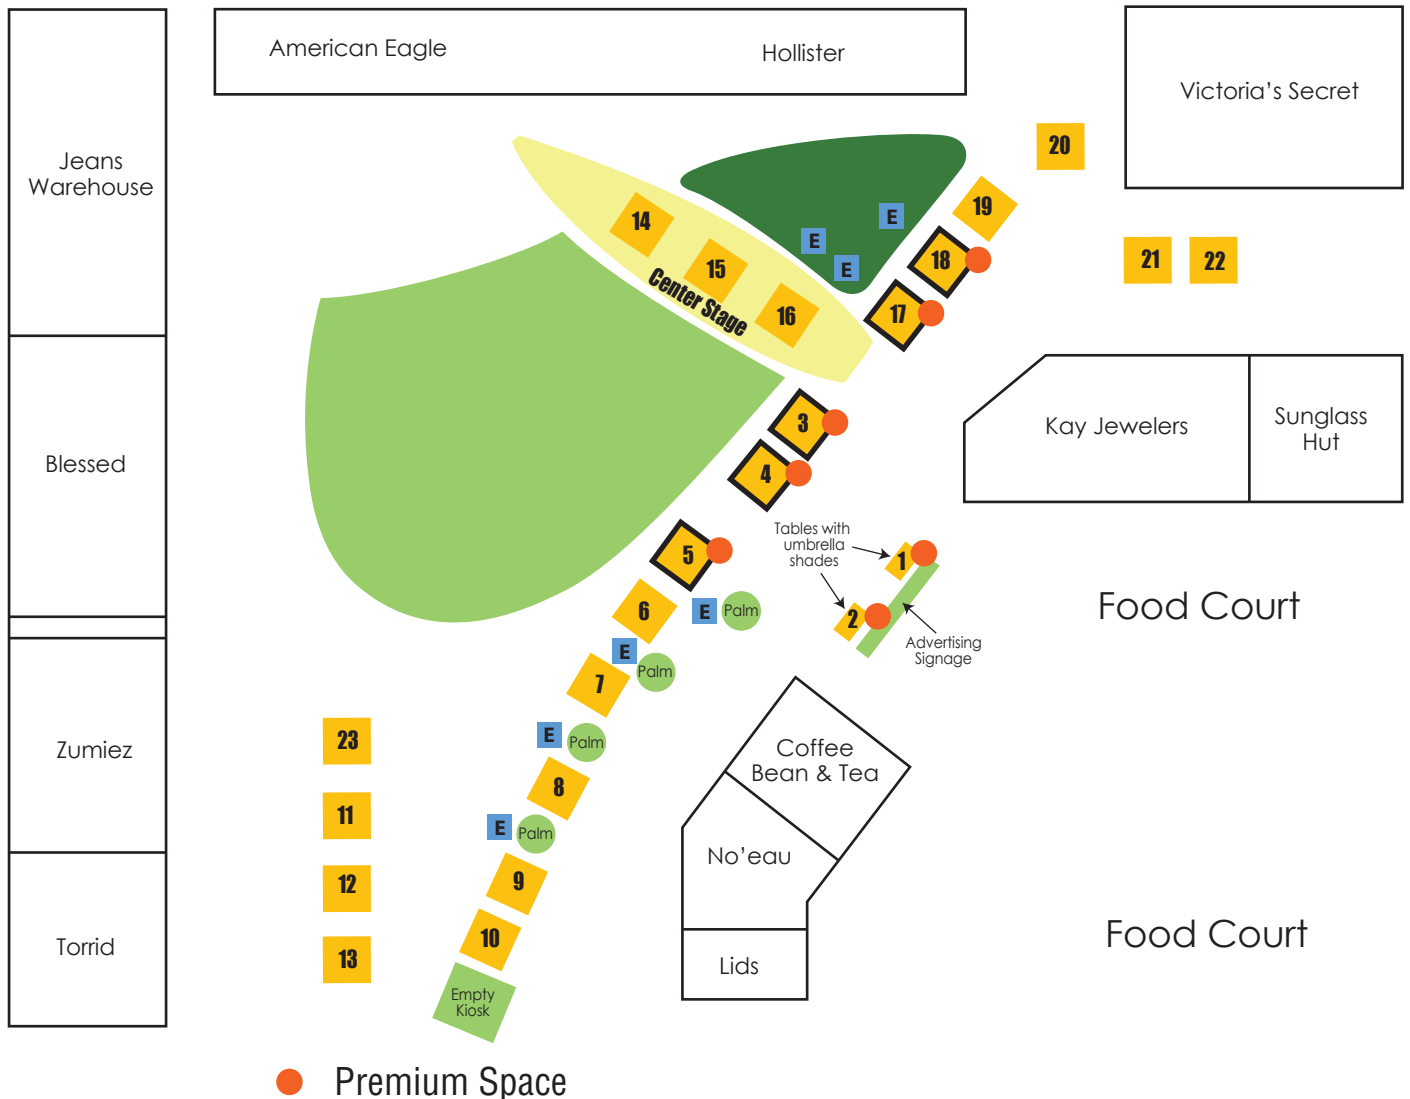 American Eagle
Hollister
Victoria's Secret
Jeans
Warehouse
20
19
14
E
E
18
15
E
21
22
Center Stage
16
17
3
Kay Jewelers
Sunglass
Hut
Blessed
4
Tables with
umbrella
shades
5
1
6
E
Palm
2
Food Court
Advertising
Signage
E
Palm
7
23
E
Palm
Zumiez
Coffee
Bean & Tea
8
11
E
Palm
No'eau
9
12
10
13
Torrid
Food Court
Lids
Empty
Kiosk
Premium Space